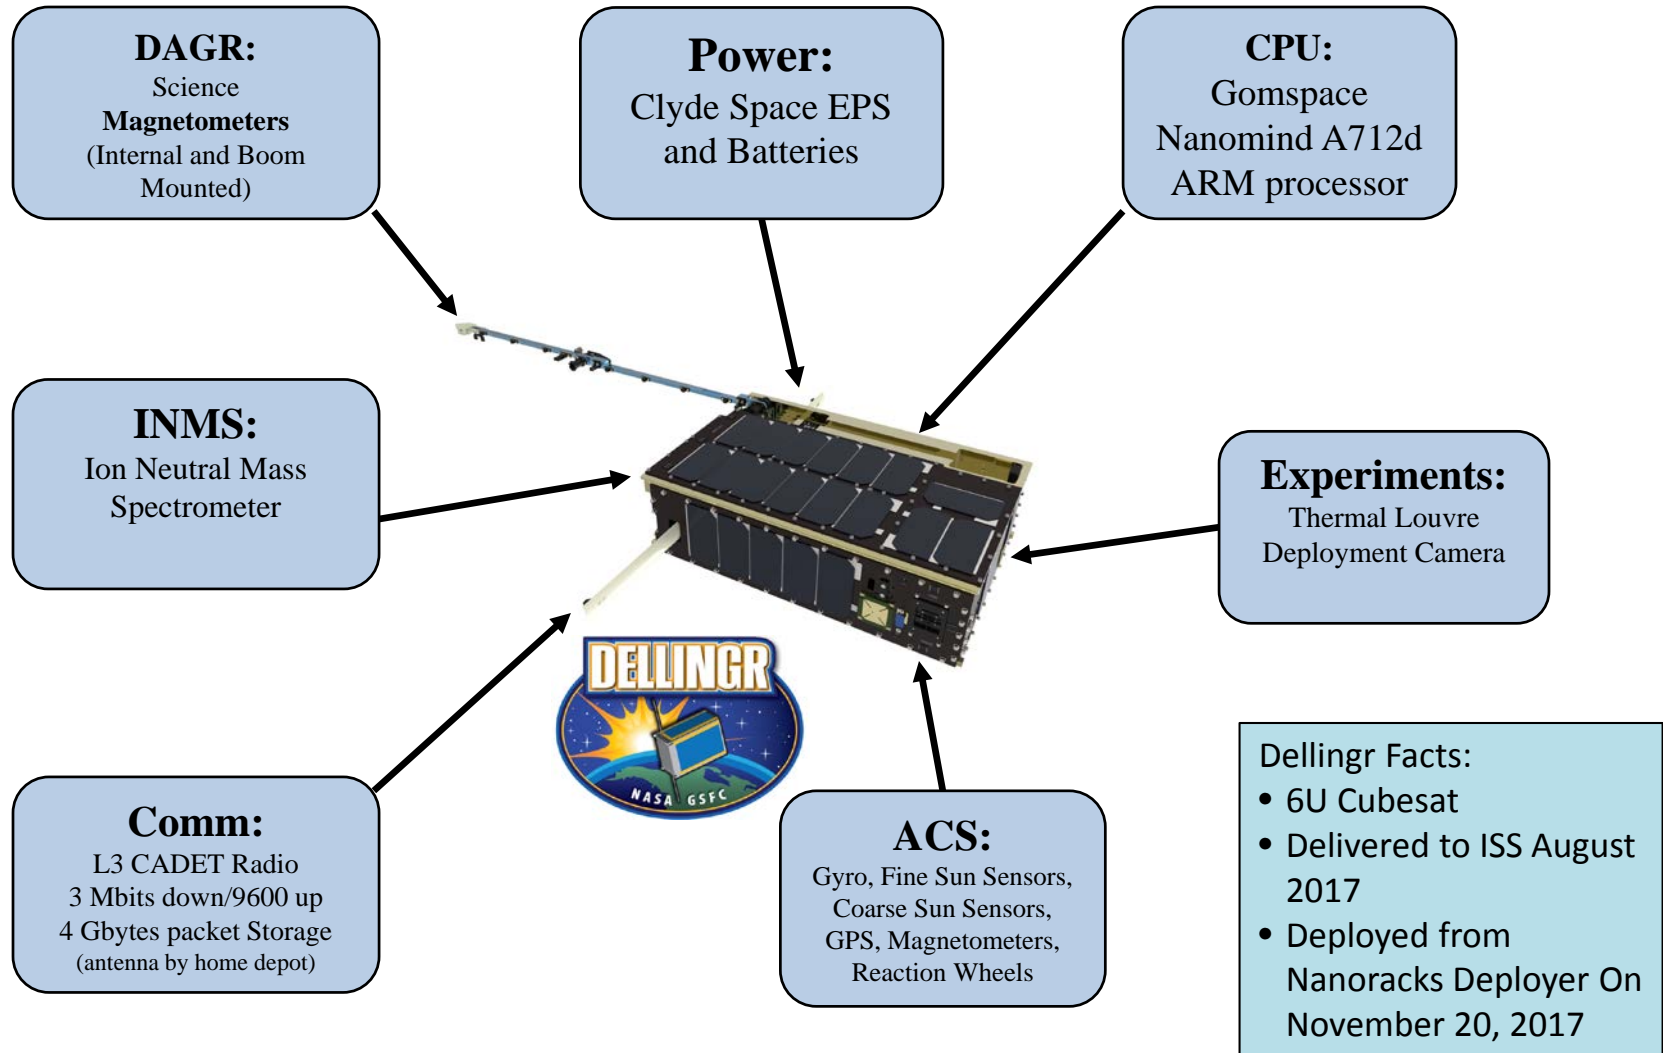 DAGR:
Science
Magnetometers
(Internal and Boom
Mounted)
Power:
Clyde Space EPS
and Batteries
CPU:
Gomspace
Nanomind A712d
ARM processor
INMS:
Ion Neutral Mass
Spectrometer
Experiments:
Thermal Louvre
Deployment Camera
DELLINGR
NASA GSFC
Comm:
L3 CADET Radio
3 Mbits down/9600 up
4 Gbytes packet Storage
(antenna by home depot)
ACS:
Gyro, Fine Sun Sensors,
Coarse Sun Sensors,
GPS, Magnetometers,
Reaction Wheels
Dellingr Facts:
• 6U Cubesat
• Delivered to ISS August
2017
• Deployed from
Nanoracks Deployer On
November 20, 2017